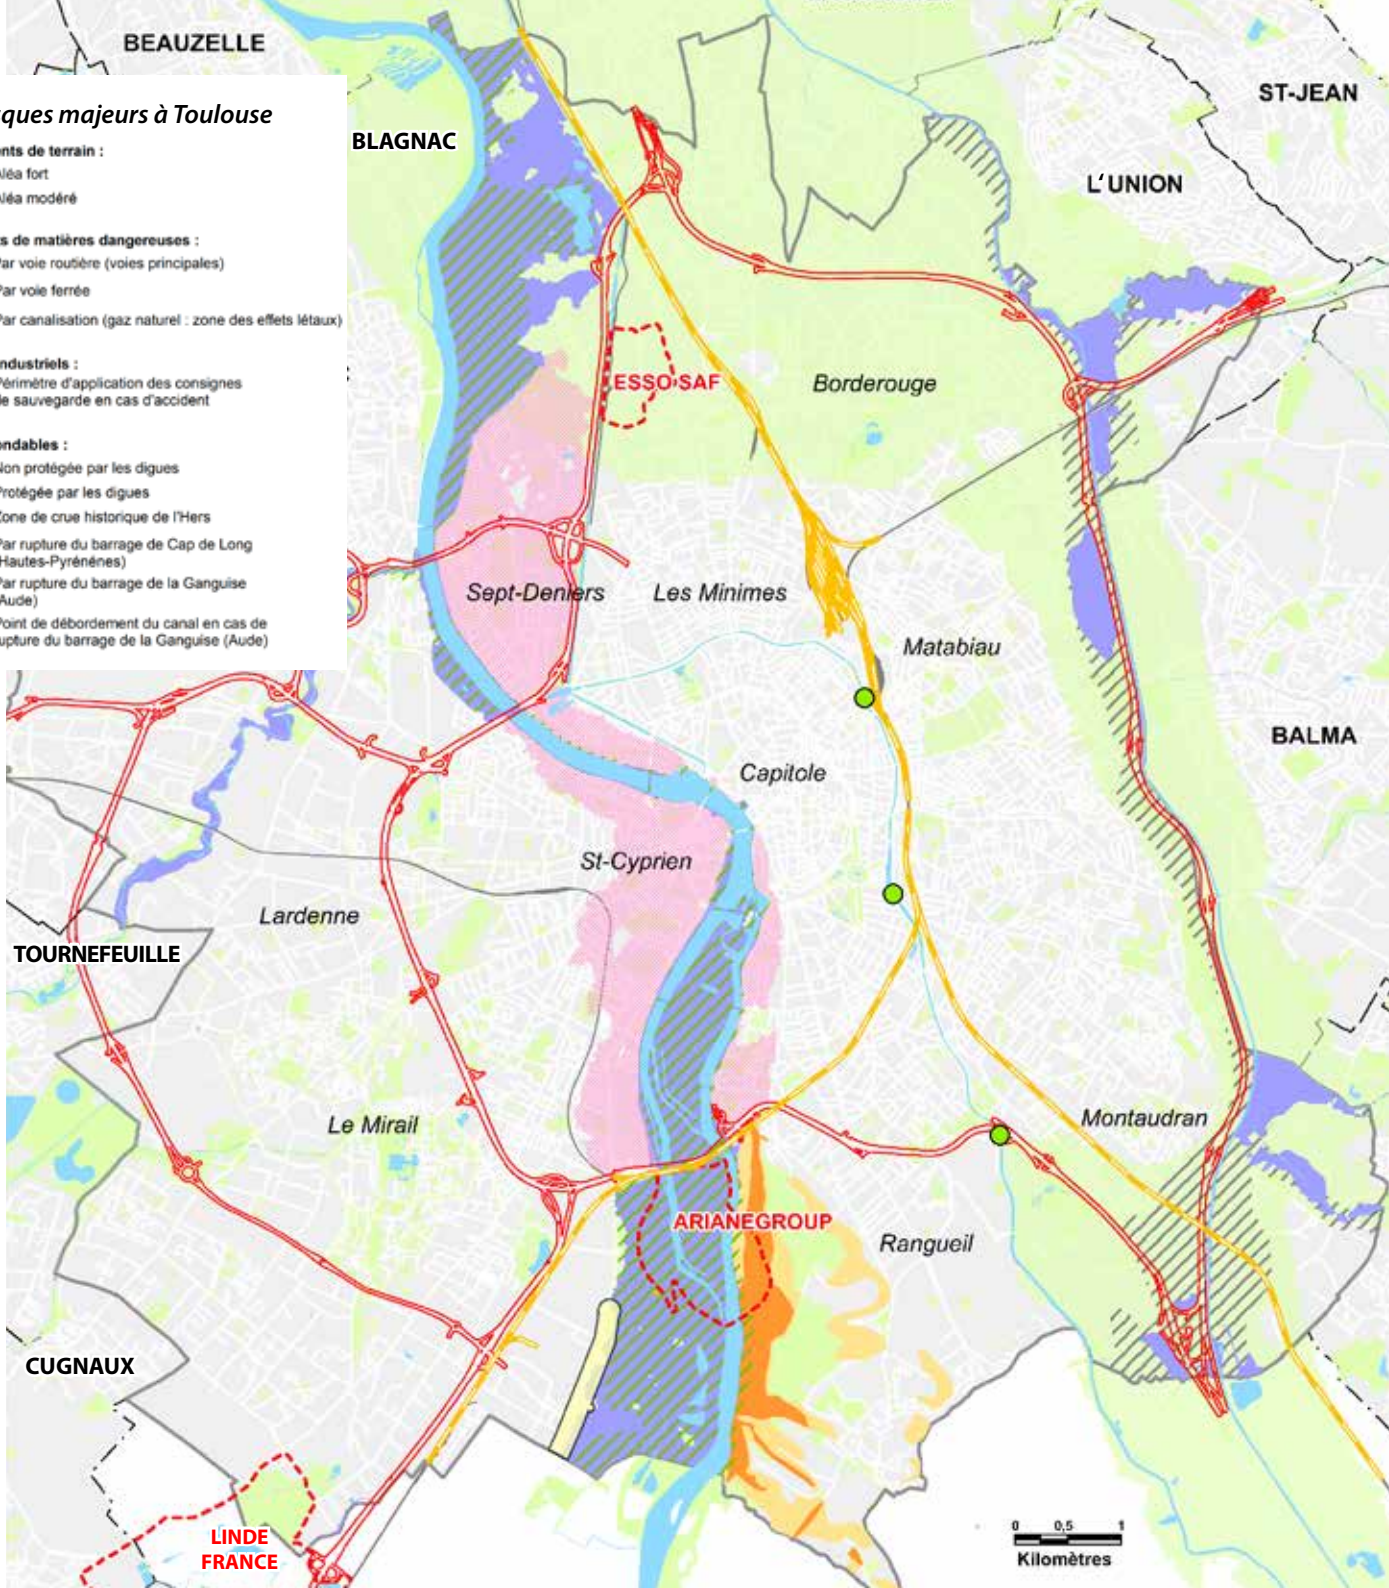 BEAUZELLE
ques majeurs à Toulouse
nts de terrain :
Aléa fort
Aléa modéré
s de matières dangereuses :
Par voie routière (voies principales)
Par voie ferrée
Par canalisation (gaz naturel : zone des effets létaux)
ndustriels :
Périmètre d'application des consignes
de sauvegarde en cas d'accident
ondables :
Non protégée par les digues
Protégée par les digues
Zone de crue historique de l'Hers
Par rupture du barrage de Cap de Long
(Hautes-Pyrénénes)
Par rupture du barrage de la Ganguise
(Aude)
Point de débordement du canal en cas de
rupture du barrage de la Ganguise (Aude)
BLAGNAC
ST-JEAN
L'UNION
ESSO SAF
Borderouge
Sept-Deniers
Les Minimes
Matabiau
BALMA
Capitole
St-Cyprien
Lardenne
TOURNEFEUILLE
Le Mirail
Montaudran
ARIANEGROUP
Rangueil
CUGNAUX
LINDE
FRANCE
0 0,5 1
Kilomètres